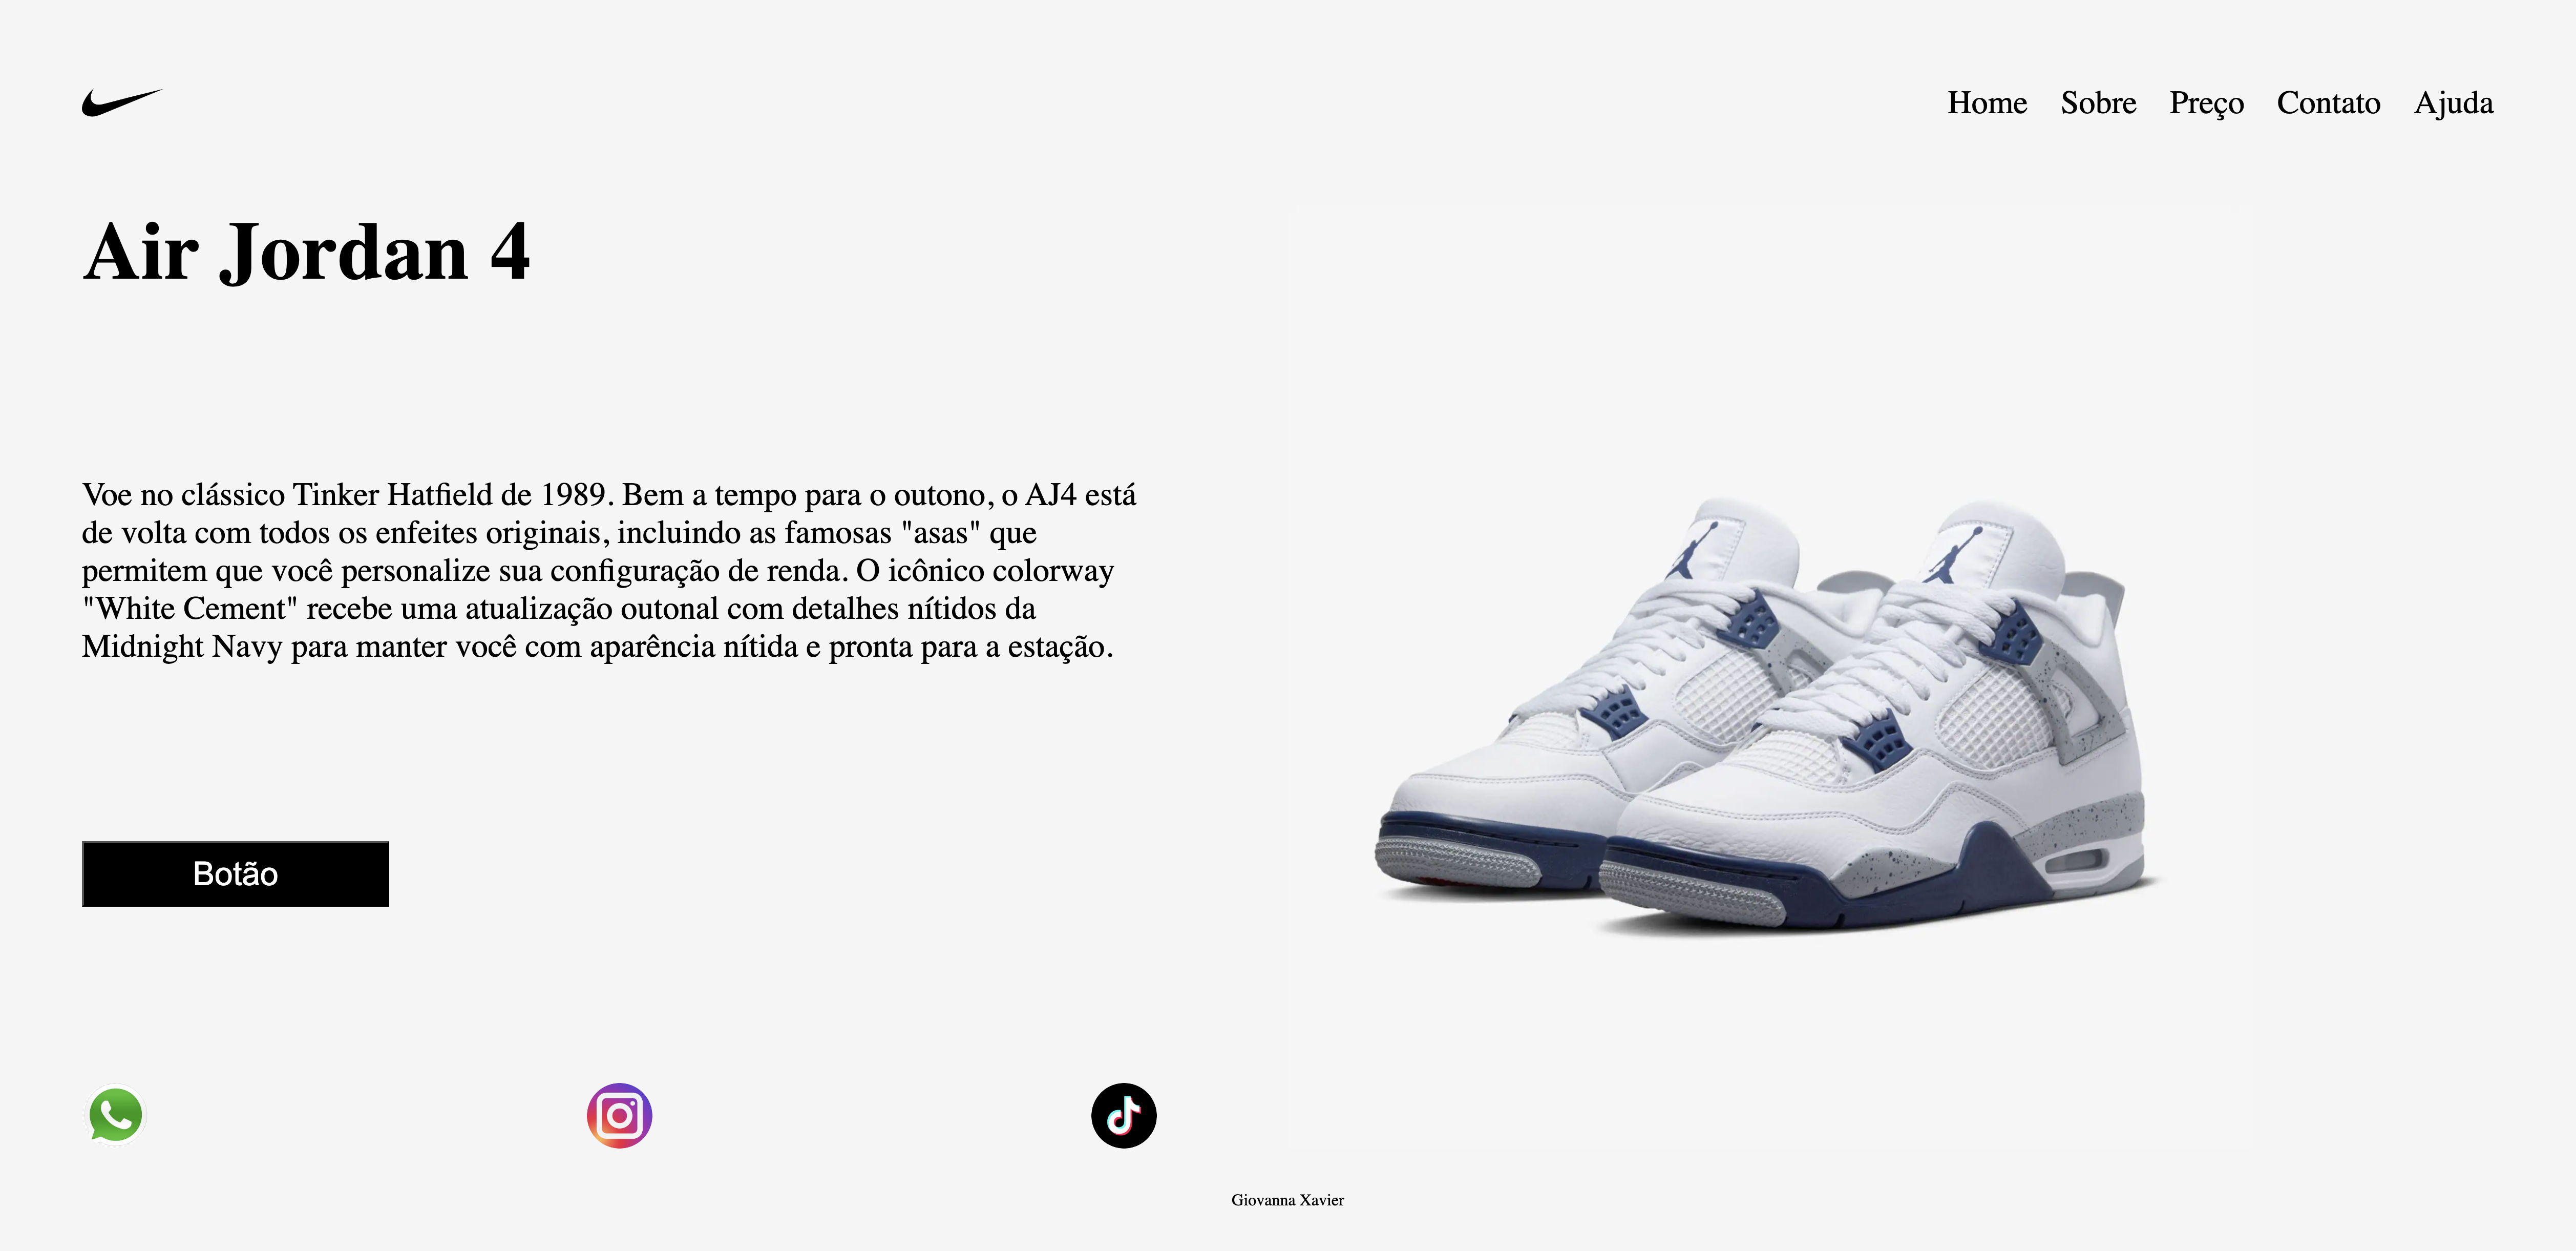 Home Sobre Preço Contato Ajuda
Air Jordan 4
Voe no clássico Tinker Hatfield de 1989. Bem a tempo para o outono, o AJ4 está
de volta com todos os enfeites originais, incluindo as famosas "asas" que
permitem que você personalize sua configuração de renda. O icônico colorway
"White Cement" recebe uma atualização outonal com detalhes nítidos da
Midnight Navy para manter você com aparência nítida e pronta para a estação.
Botão
Giovanna Xavier